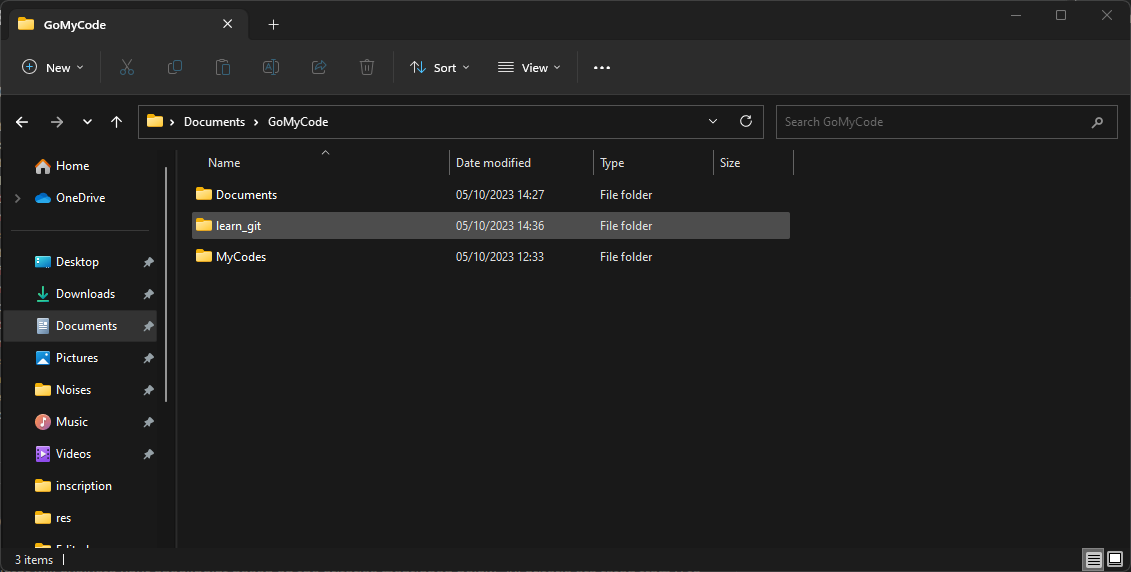 GoMyCode
New
Sort
View
Documents
GoMyCode
Search GoMyCode
Home
OneDrive
Desktop
Downloads
Documents
Pictures
Noises
Music
Videos
inscription
res
Name Date modified Type Size
Documents 05/10/2023 14:27 File folder
learn_git 05/10/2023 14:36 File folder
MyCodes 05/10/2023 12:33 File folder
3 items